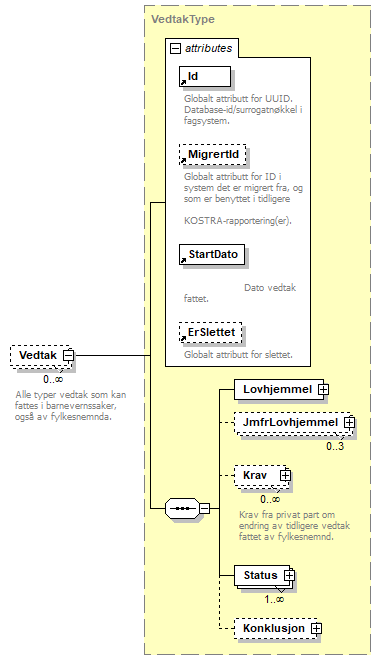 VedtakType
attributes
Id
Globalt attributt for UUID.
Database-id/surrogatnøkkel i
fagsystem.
MigrertId
Globalt attributt for ID i
system det er migrert fra, og
som er benyttet i tidligere
KOSTRA-rapportering(er).
StartDato
Dato vedtak
fattet.
ErSlettet
Globalt attributt for slettet.
Vedtak
0..∞
Alle typer vedtak som kan
fattes i barnevernssaker,
også av fylkesnemnda.
Lovhjemmel
JmfrLovhjemmel
0..3
Krav
0..∞
Krav fra privat part om
endring av tidligere vedtak
fattet av fylkesnemnd.
Status
1..∞
Konklusjon